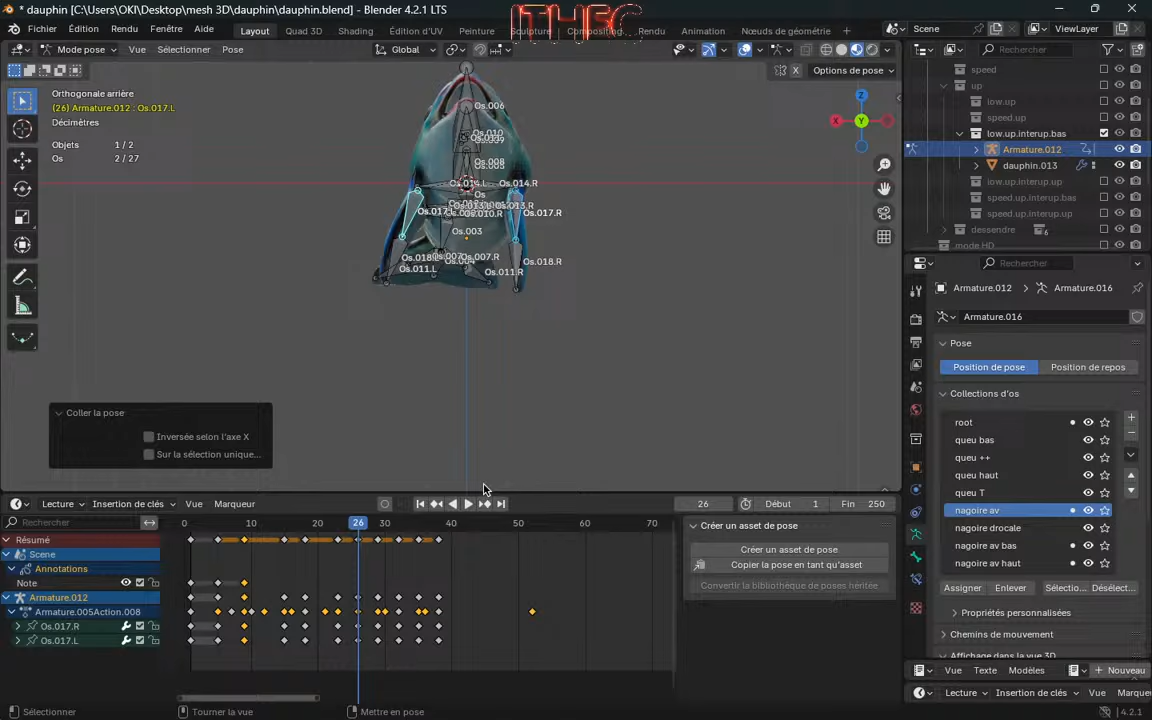 * dauphin [C:\Users\OKI\Desktop\mesh 3D\dauphin\dauphin.blend] - Blender 4.2.1 LTS
Fichier Édition Rendu Fenêtre Aide Layout Quad 3D Shading Édition d'UV Peinture Sculpture Compositing Rendu Animation Nœuds de géométrie + Scene ViewLayer
Mode pose Vue Sélectionner Pose Global Rechercher
X Options de pose
Orthogonale arrière
(26) Armature.012 : Os.017.L
Décimètres
Objets 1 / 2
Os 2 / 27
Os.006
Os.008
Os.014.R
Os
Os.017.R
Os.003
Os.007.R
Os.018.R
Os.011.L
Os.011.R
Z
X
Y
speed
up
low.up
speed.up
low.up.interup.bas
Armature.012
dauphin.013
low.up.interup.up
speed.up.interup.bas
speed.up.interup.up
dessendre 6
mode HD
Rechercher
Armature.012 > Armature.016
Armature.016
Pose
Position de pose Position de repos
Collections d'os
root
queu bas
queu ++
queu haut
queu T
nagoire av
nagoire drocale
nagoire av bas
nagoire av haut
Assigner Enlever Sélectio... Désélect...
Propriétés personnalisées
Chemins de mouvement
Affichage dans la vue 3D
Vue Texte Modèles + Nouveau
Lecture Insertion de clés Vue Marque
Coller la pose
Inversée selon l'axe X
Sur la sélection unique...
Lecture Insertion de clés Vue Marqueur 26 Début 1 Fin 250
Rechercher 0 10 26 30 40 50 60 70
Résumé
Scene
Annotations
Note
Armature.012
Armature.005Action.008
Os.017.R
Os.017.L
Créer un asset de pose
Créer un asset de pose
Copier la pose en tant qu'asset
Convertir la bibliothèque de poses héritée
Sélectionner Tourner la vue Mettre en pose 4.2.1